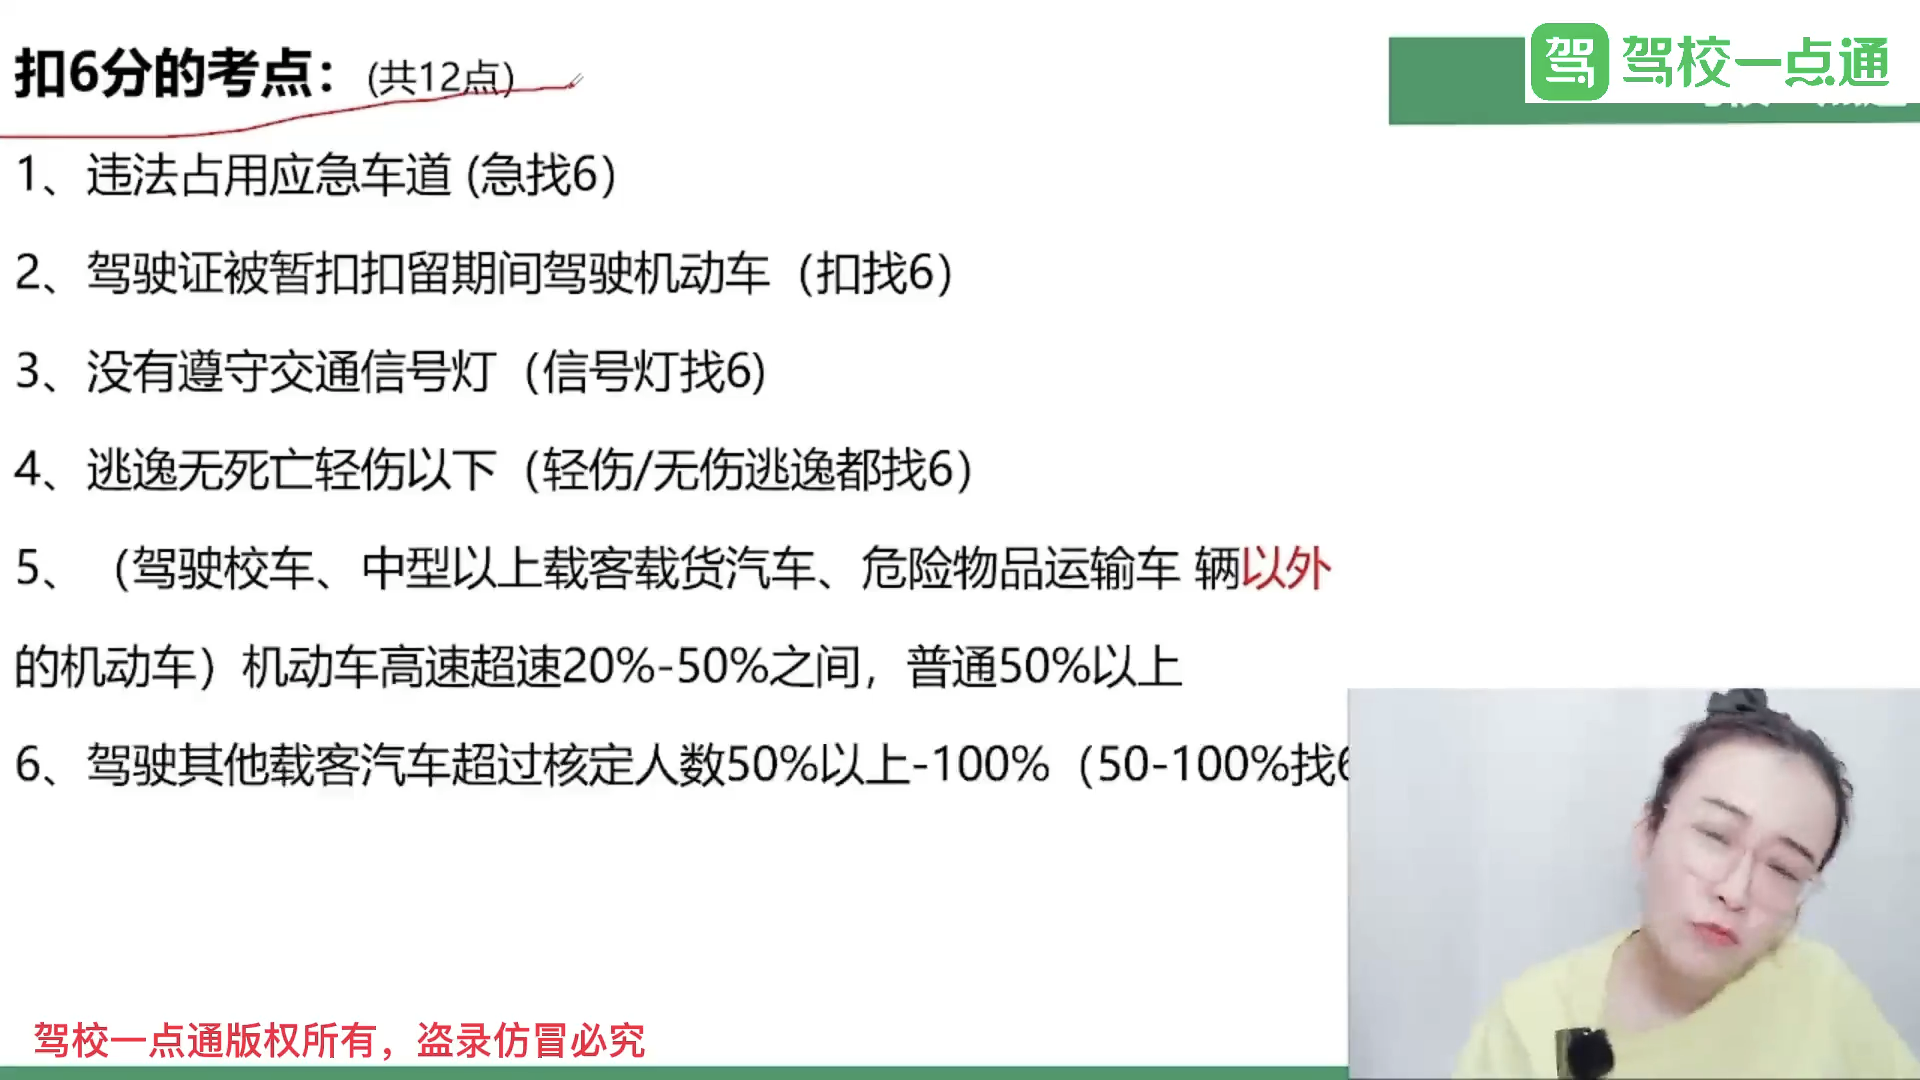 扣6分的考点：(共12点)
驾 驾校一点通
1、违法占用应急车道 (急找6）
2、驾驶证被暂扣扣留期间驾驶机动车（扣找6）
3、没有遵守交通信号灯（信号灯找6)
4、逃逸无死亡轻伤以下（轻伤/无伤逃逸都找6）
5、（驾驶校车、中型以上载客载货汽车、危险物品运输车 辆以外
的机动车）机动车高速超速20%-50%之间，普通50%以上
6、驾驶其他载客汽车超过核定人数50%以上-100%（50-100%找6
驾校一点通版权所有，盗录仿冒必究